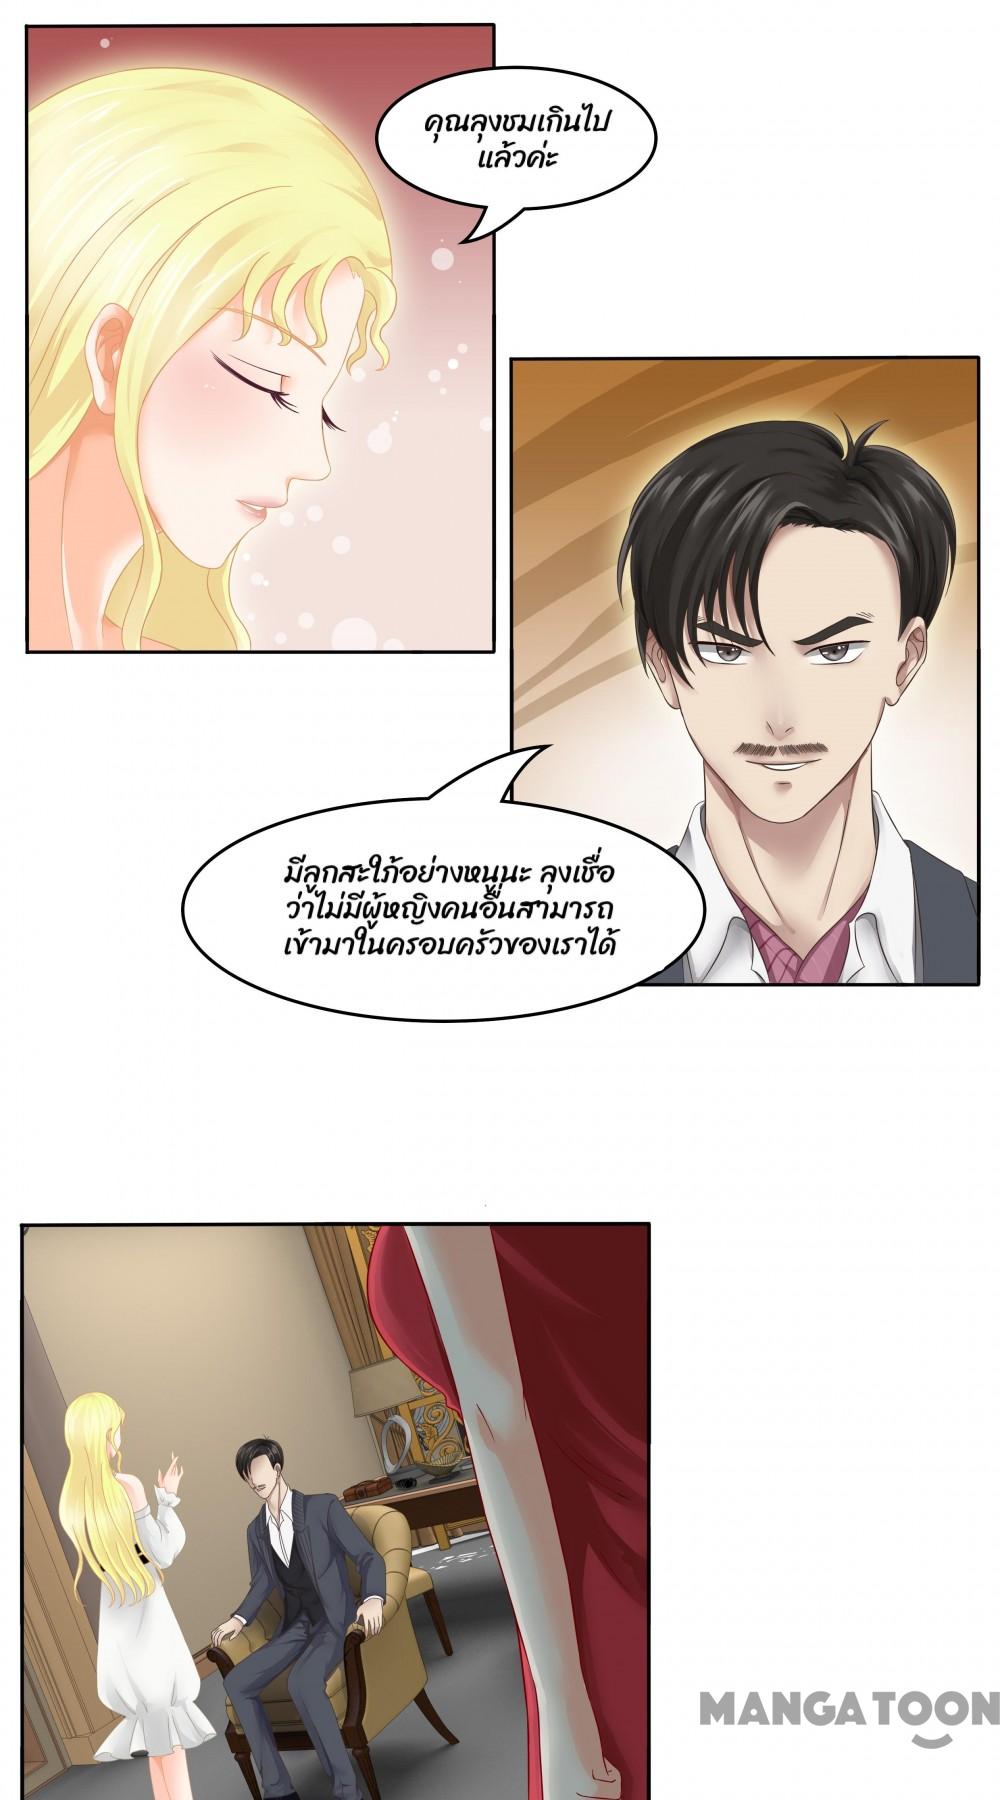 คุณลุงชมเกินไป
แล้วค่ะ
มีลูกสะใภ้อย่างหนูนะ ลุงเชื่อ
ว่าไม่มีผู้หญิงคนอื่นสามารถ
เข้ามาในครอบครัวของเราได้
MANGATOON